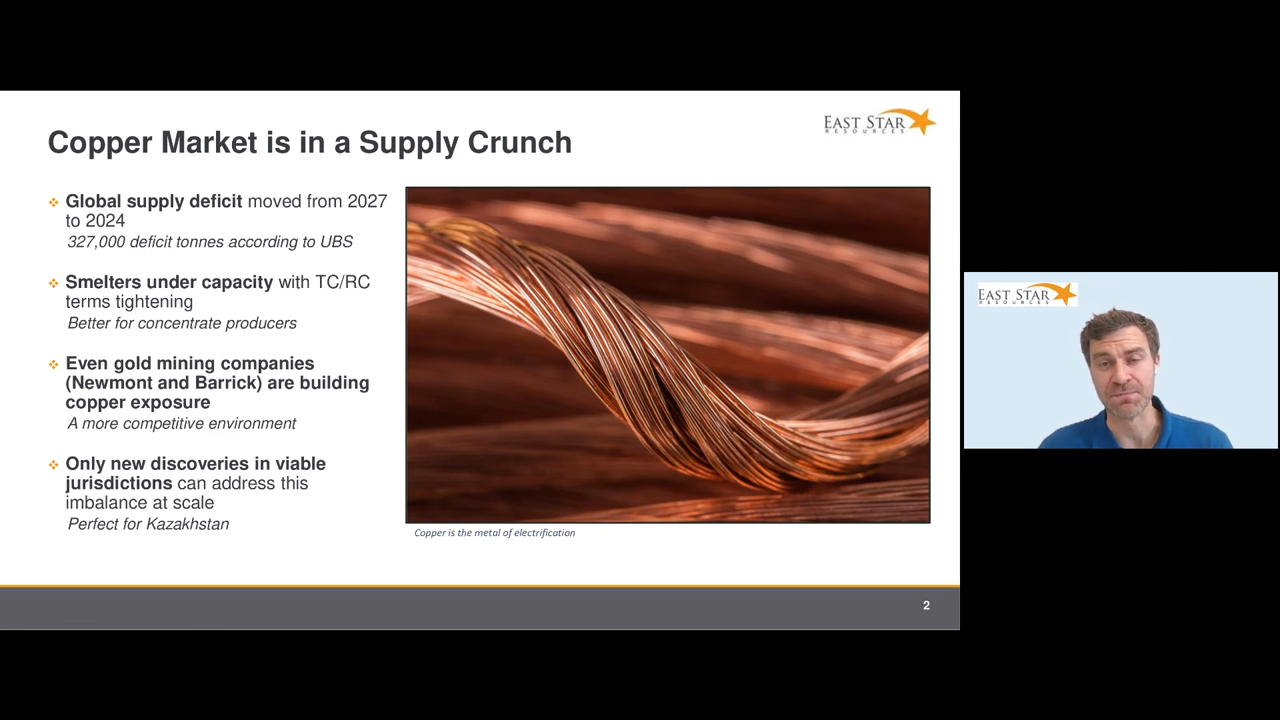 EAST STAR
RESOURCES
Copper Market is in a Supply Crunch
❖ Global supply deficit moved from 2027
to 2024
327,000 deficit tonnes according to UBS
❖ Smelters under capacity with TC/RC
terms tightening
Better for concentrate producers
❖ Even gold mining companies
(Newmont and Barrick) are building
copper exposure
A more competitive environment
❖ Only new discoveries in viable
jurisdictions can address this
imbalance at scale
Perfect for Kazakhstan
Copper is the metal of electrification
2
EAST STAR
RESOURCES